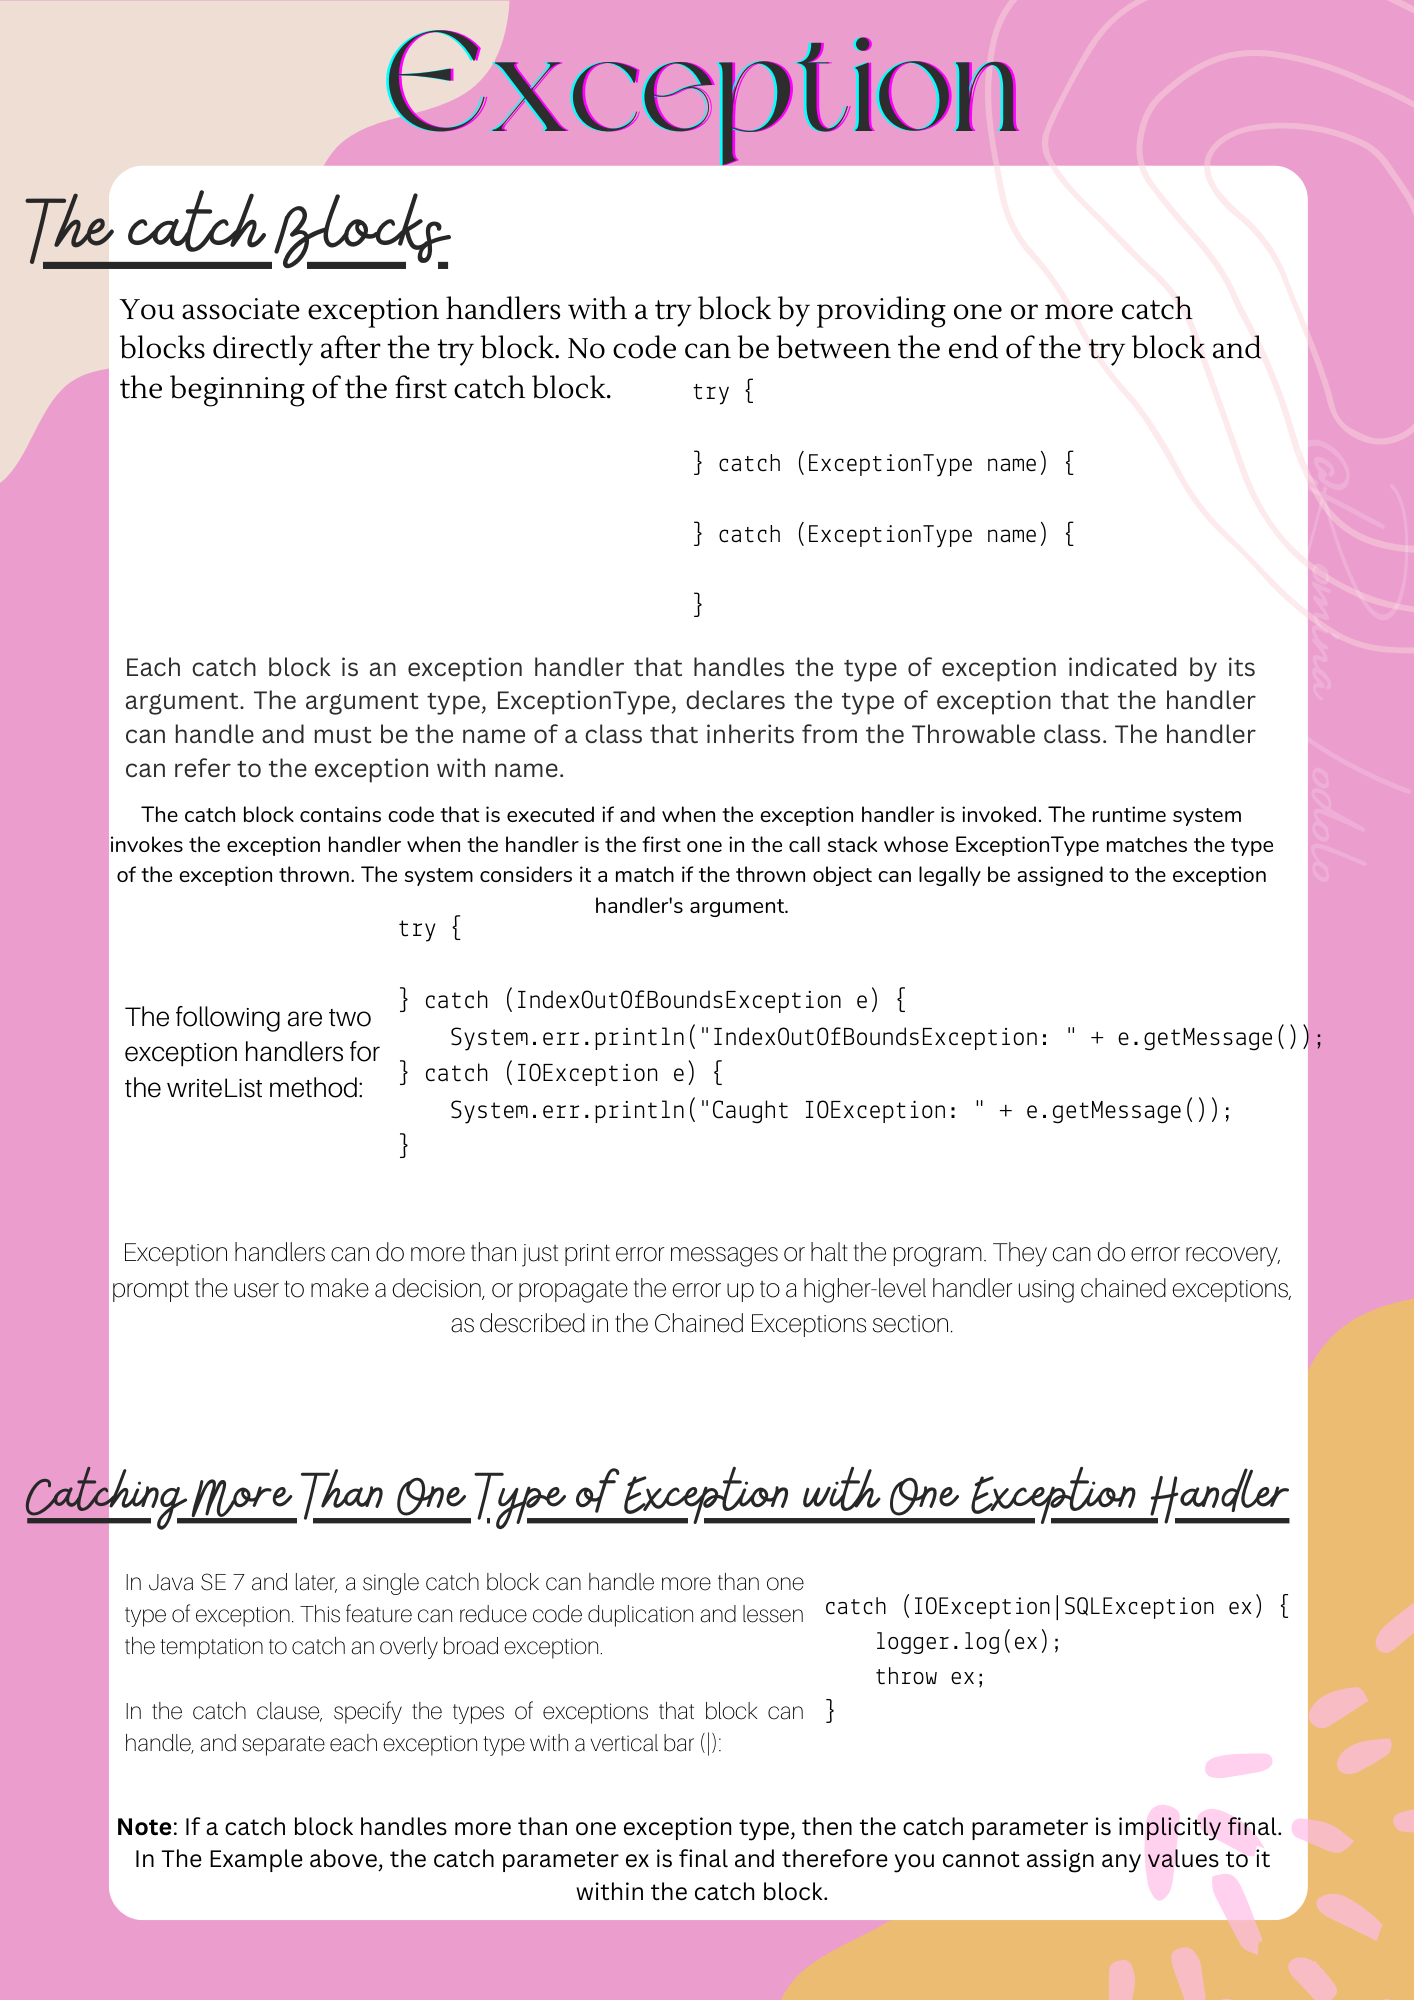 Exception
The catch Blocks
You associate exception handlers with a try block by providing one or more catch
blocks directly after the try block. No code can be between the end of the try block and
the beginning of the first catch block.
try {
} catch (ExceptionType name) {
} catch (ExceptionType name) {
}
Each catch block is an exception handler that handles the type of exception indicated by its
argument. The argument type, ExceptionType, declares the type of exception that the handler
can handle and must be the name of a class that inherits from the Throwable class. The handler
can refer to the exception with name.
The catch block contains code that is executed if and when the exception handler is invoked. The runtime system
invokes the exception handler when the handler is the first one in the call stack whose ExceptionType matches the type
of the exception thrown. The system considers it a match if the thrown object can legally be assigned to the exception
handler's argument.
The following are two
exception handlers for
the writeList method:
try {
} catch (IndexOutOfBoundsException e) {
    System.err.println("IndexOutOfBoundsException: " + e.getMessage());
} catch (IOException e) {
    System.err.println("Caught IOException: " + e.getMessage());
}
Exception handlers can do more than just print error messages or halt the program. They can do error recovery,
prompt the user to make a decision, or propagate the error up to a higher-level handler using chained exceptions,
as described in the Chained Exceptions section.
Catching More Than One Type of Exception with One Exception Handler
In Java SE 7 and later, a single catch block can handle more than one
type of exception. This feature can reduce code duplication and lessen
the temptation to catch an overly broad exception.
In the catch clause, specify the types of exceptions that block can
handle, and separate each exception type with a vertical bar (|):
catch (IOException|SQLException ex) {
    logger.log(ex);
    throw ex;
}
Note: If a catch block handles more than one exception type, then the catch parameter is implicitly final.
In The Example above, the catch parameter ex is final and therefore you cannot assign any values to it
within the catch block.